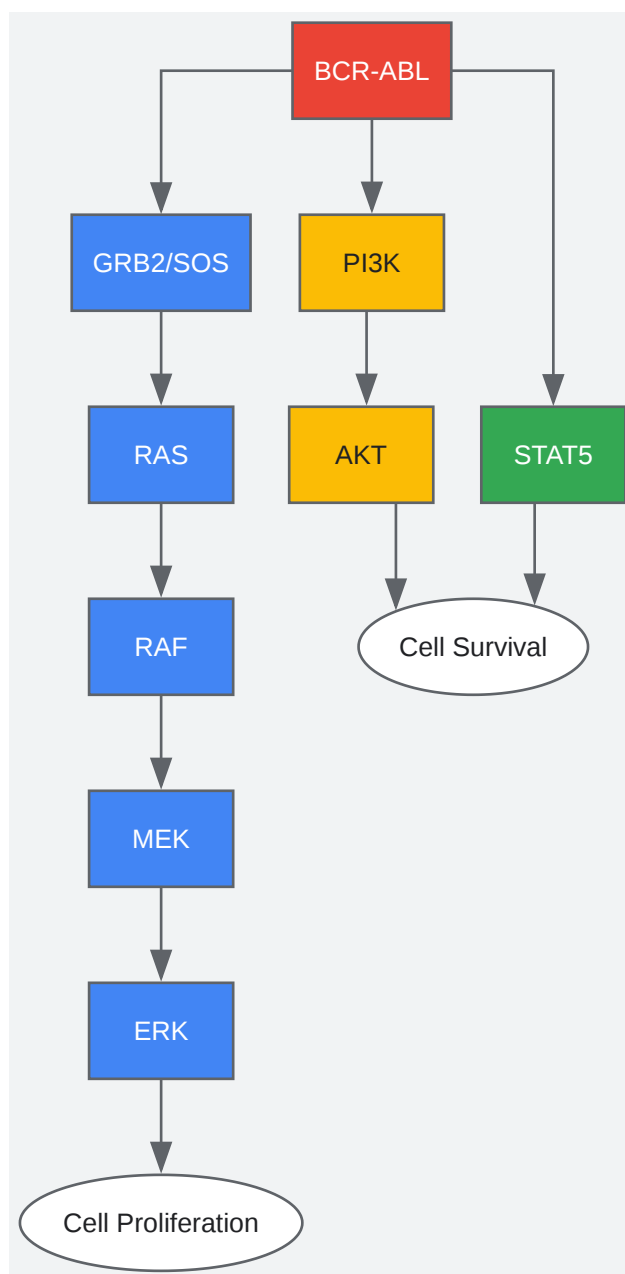 BCR-ABL
GRB2/SOS
PI3K
RAS
AKT
STAT5
RAF
Cell Survival
MEK
ERK
Cell Proliferation